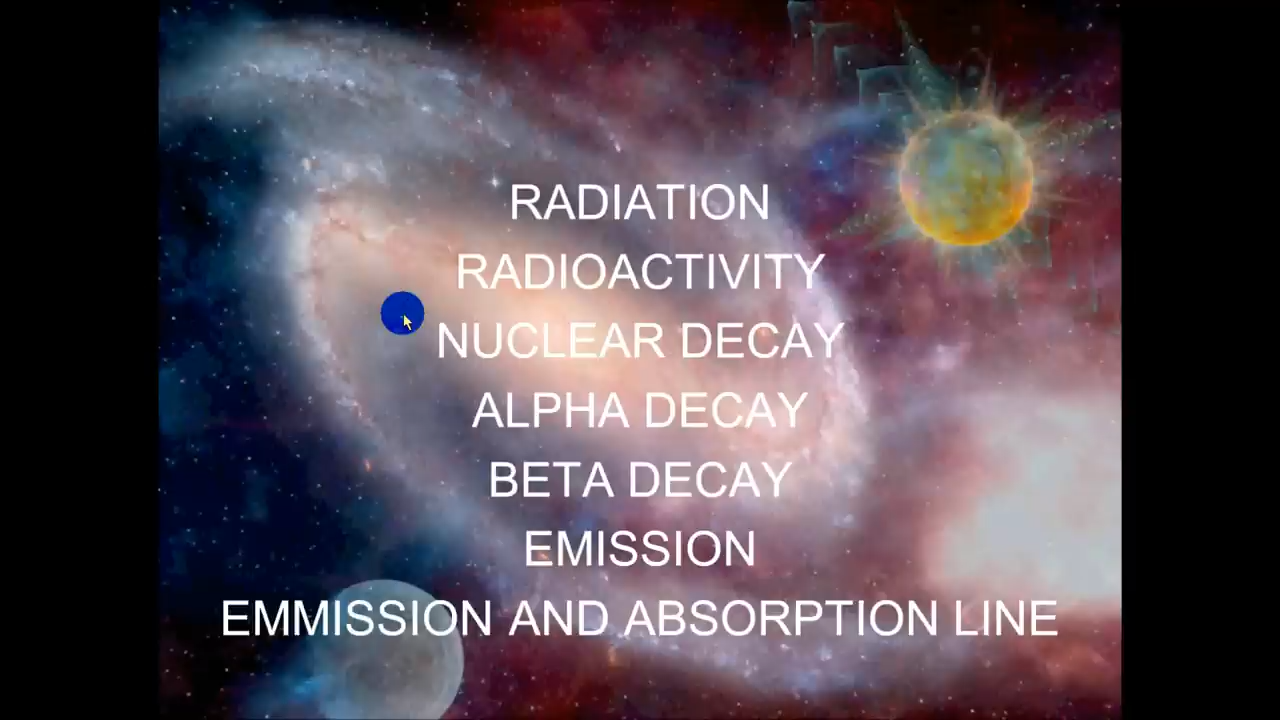 RADIATION
RADIOACTIVITY
NUCLEAR DECAY
ALPHA DECAY
BETA DECAY
EMISSION
EMMISSION AND ABSORPTION LINE